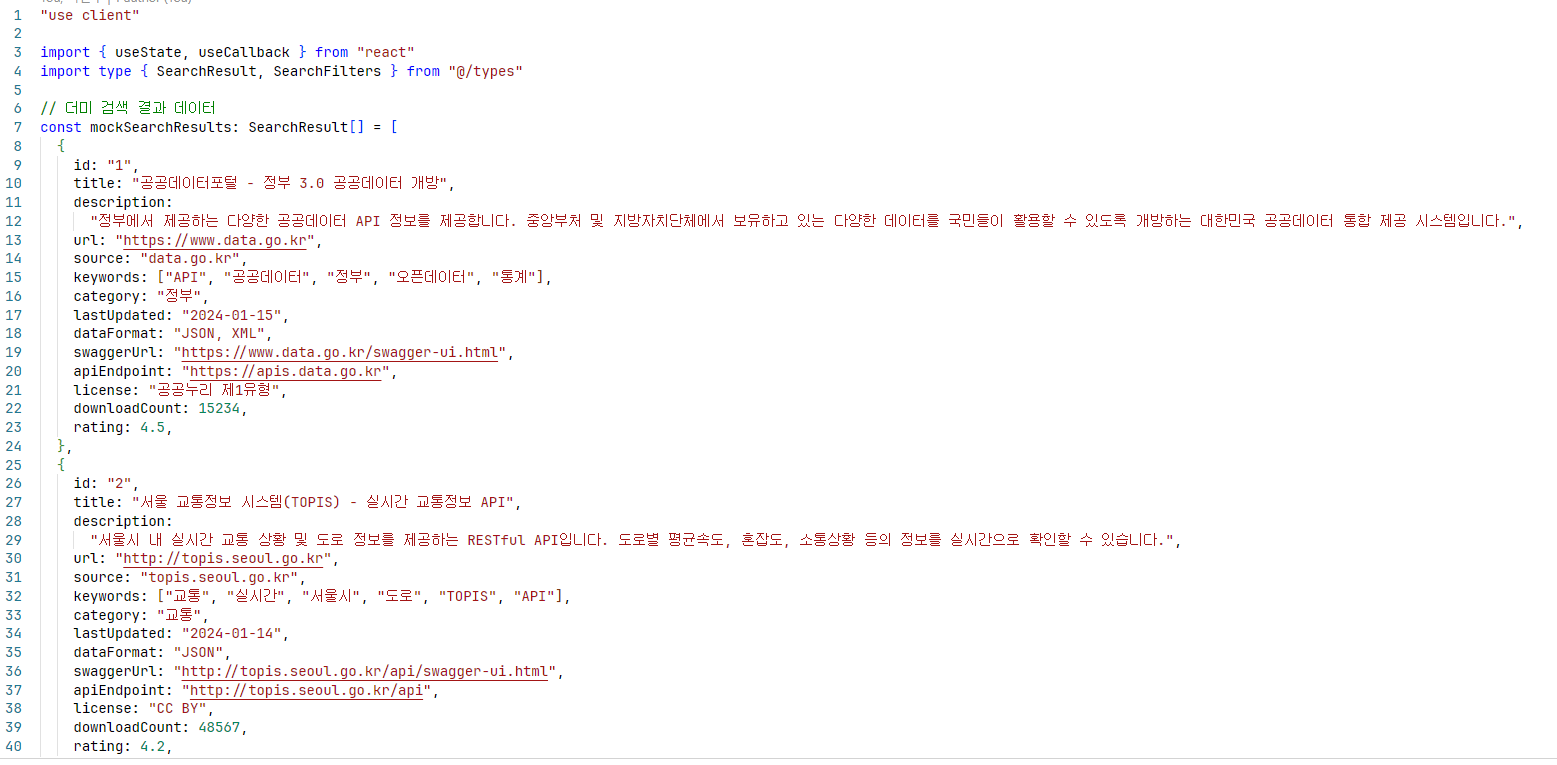 1 "use client"
2
3 import { useState, useCallback } from "react"
4 import type { SearchResult, SearchFilters } from "@/types"
5
6 // 더미 검색 결과 데이터
7 const mockSearchResults: SearchResult[] = [
8 {
9 id: "1",
10 title: "공공데이터포털 - 정부 3.0 공공데이터 개방",
11 description:
12 "정부에서 제공하는 다양한 공공데이터 API 정보를 제공합니다. 중앙부처 및 지방자치단체에서 보유하고 있는 다양한 데이터를 국민들이 활용할 수 있도록 개방하는 대한민국 공공데이터 통합 제공 시스템입니다.",
13 url: "https://www.data.go.kr",
14 source: "data.go.kr",
15 keywords: ["API", "공공데이터", "정부", "오픈데이터", "통계"],
16 category: "정부",
17 lastUpdated: "2024-01-15",
18 dataFormat: "JSON, XML",
19 swaggerUrl: "https://www.data.go.kr/swagger-ui.html",
20 apiEndpoint: "https://apis.data.go.kr",
21 license: "공공누리 제1유형",
22 downloadCount: 15234,
23 rating: 4.5,
24 },
25 {
26 id: "2",
27 title: "서울 교통정보 시스템(TOPIS) - 실시간 교통정보 API",
28 description:
29 "서울시 내 실시간 교통 상황 및 도로 정보를 제공하는 RESTful API입니다. 도로별 평균속도, 혼잡도, 소통상황 등의 정보를 실시간으로 확인할 수 있습니다.",
30 url: "http://topis.seoul.go.kr",
31 source: "topis.seoul.go.kr",
32 keywords: ["교통", "실시간", "서울시", "도로", "TOPIS", "API"],
33 category: "교통",
34 lastUpdated: "2024-01-14",
35 dataFormat: "JSON",
36 swaggerUrl: "http://topis.seoul.go.kr/api/swagger-ui.html",
37 apiEndpoint: "http://topis.seoul.go.kr/api",
38 license: "CC BY",
39 downloadCount: 48567,
40 rating: 4.2,